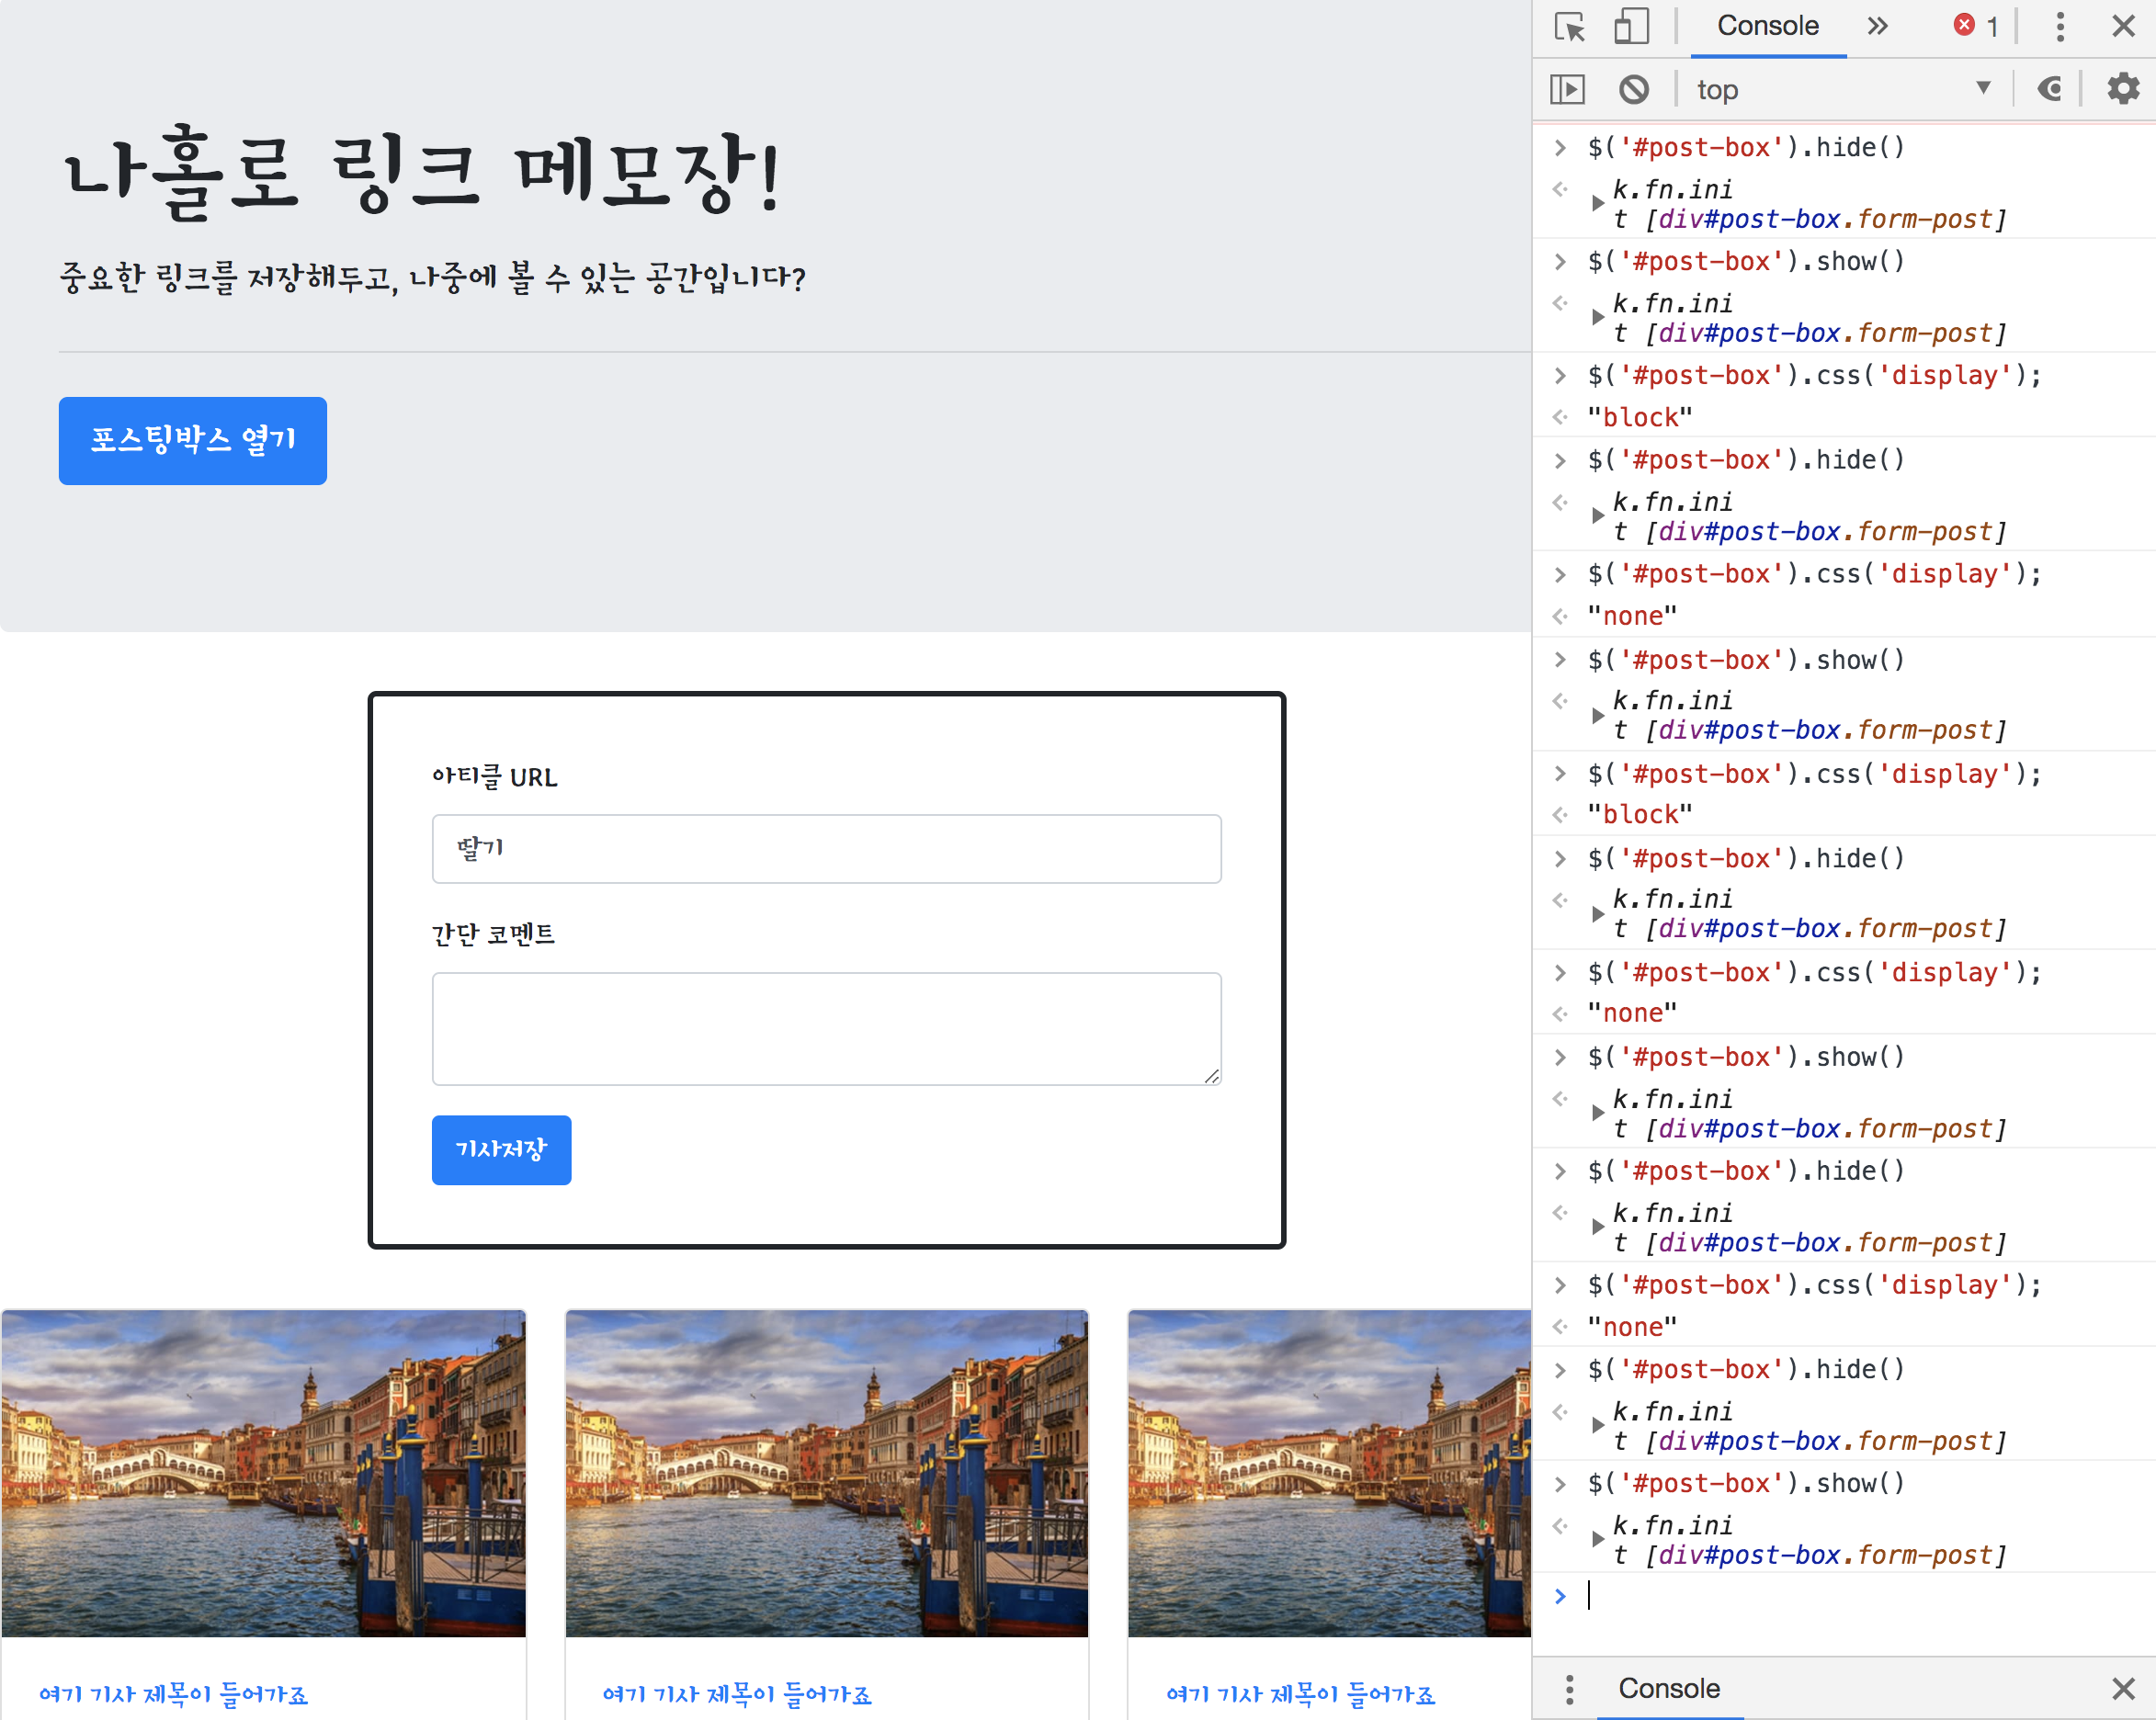 나홀로 링크 메모장!
중요한 링크를 저장해두고, 나중에 볼 수 있는 공간입니다?
포스팅박스 열기
아티클 URL
딸기
간단 코멘트
기사저장
여기 기사 제목이 들어가죠
여기 기사 제목이 들어가죠
여기 기사 제목이 들어가죠
Console
1
top
$('#post-box').hide()
k.fn.ini
t [div#post-box.form-post]
$('#post-box').show()
k.fn.ini
t [div#post-box.form-post]
$('#post-box').css('display');
"block"
$('#post-box').hide()
k.fn.ini
t [div#post-box.form-post]
$('#post-box').css('display');
"none"
$('#post-box').show()
k.fn.ini
t [div#post-box.form-post]
$('#post-box').css('display');
"block"
$('#post-box').hide()
k.fn.ini
t [div#post-box.form-post]
$('#post-box').css('display');
"none"
$('#post-box').show()
k.fn.ini
t [div#post-box.form-post]
$('#post-box').hide()
k.fn.ini
t [div#post-box.form-post]
$('#post-box').css('display');
"none"
$('#post-box').hide()
k.fn.ini
t [div#post-box.form-post]
$('#post-box').show()
k.fn.ini
t [div#post-box.form-post]
Console